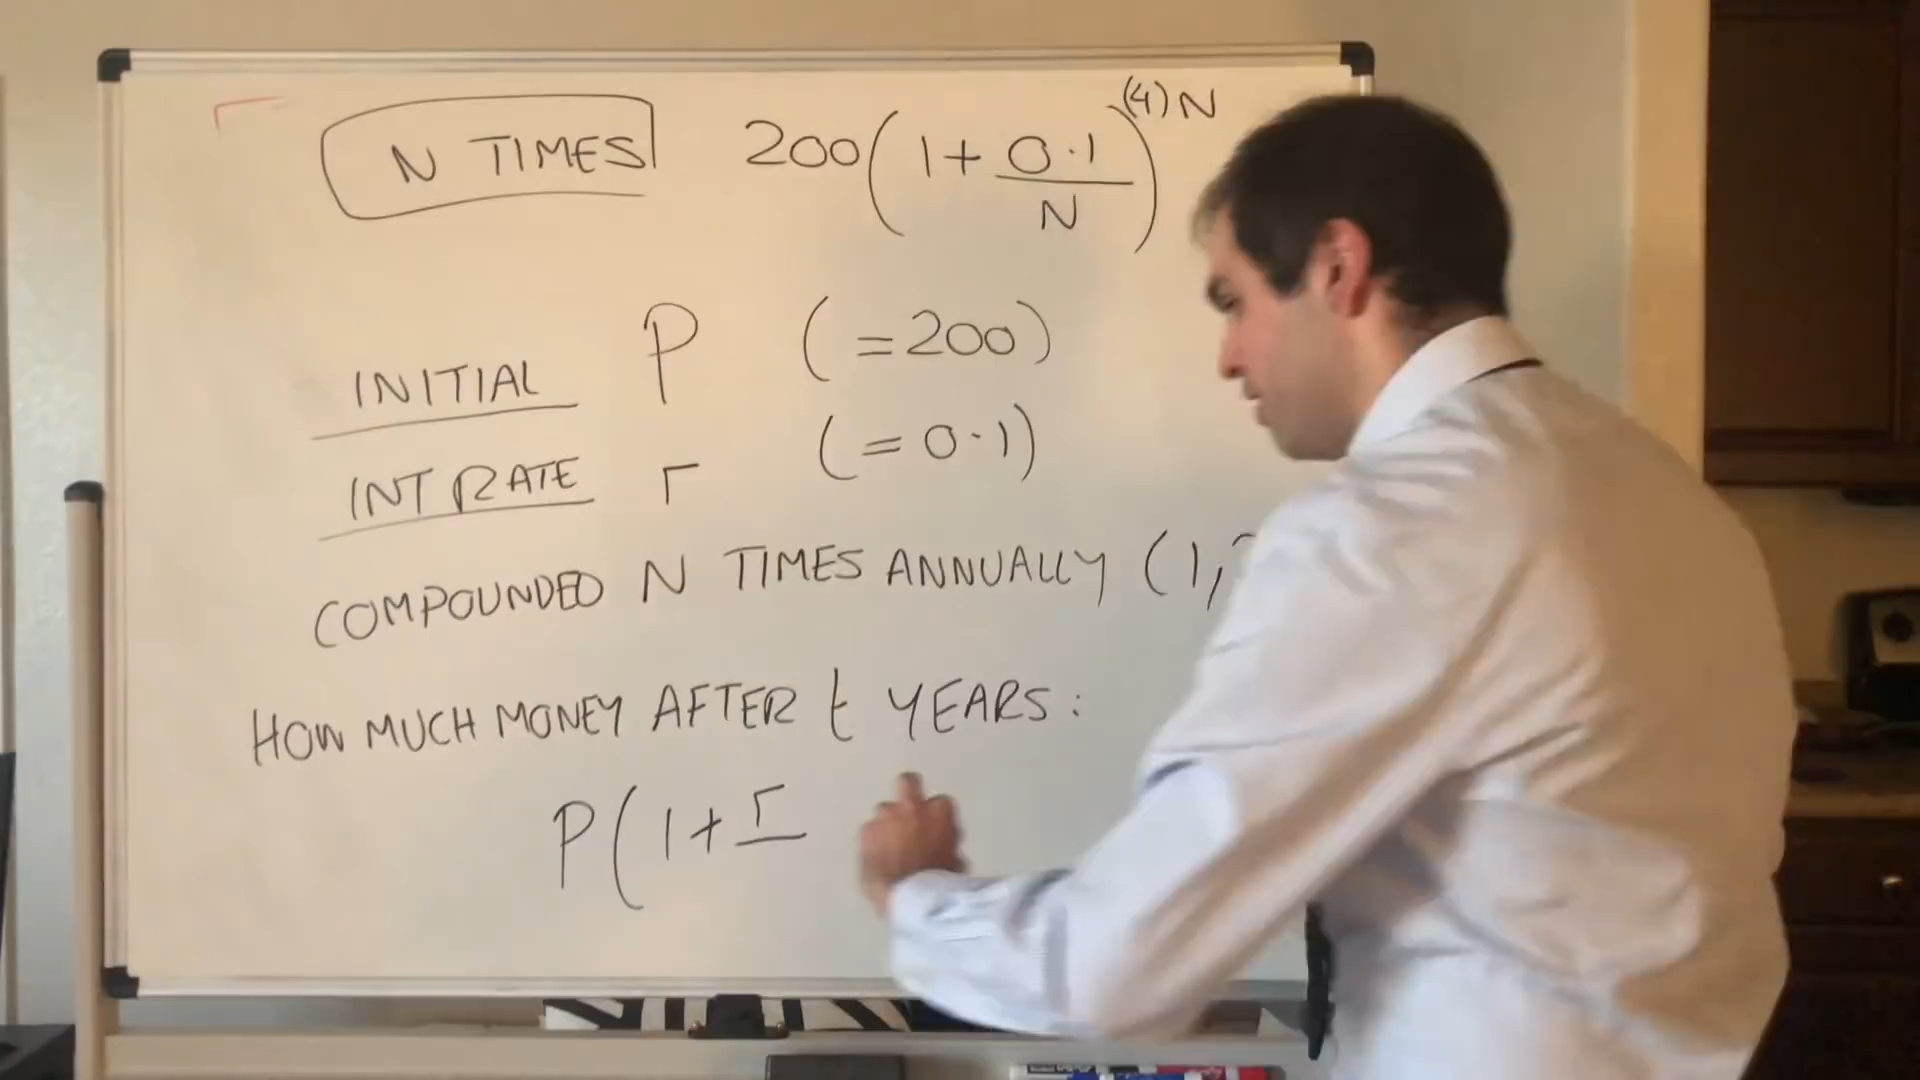 N TIMES 200(1 + 0.1/N)^(4)N
INITIAL P (=200)
INT RATE r (=0.1)
COMPOUNDED N TIMES ANNUALLY (1,
HOW MUCH MONEY AFTER t YEARS:
P(1 + r